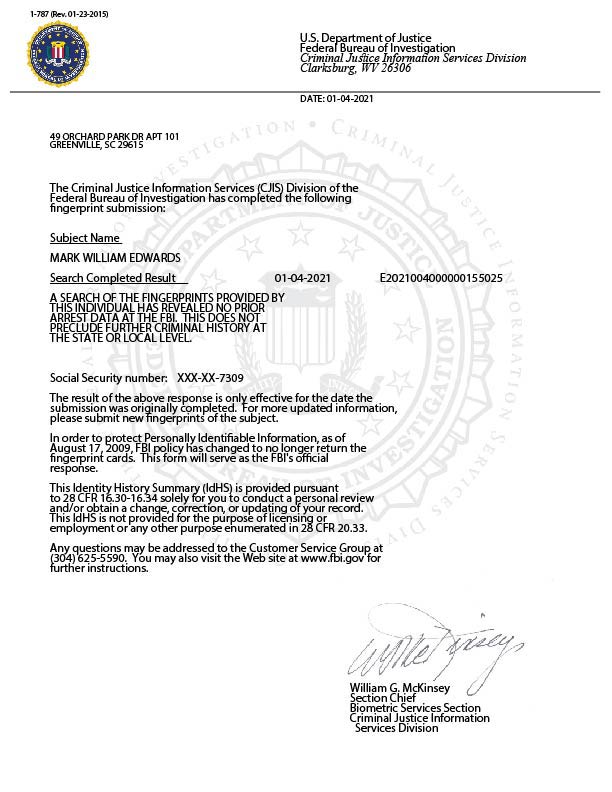 1-787 (Rev. 01-23-2015)
U.S. Department of Justice
Federal Bureau of Investigation
Criminal Justice Information Services Division
Clarksburg, WV 26306
DATE: 01-04-2021
49 ORCHARD PARK DR APT 101
GREENVILLE, SC 29615
The Criminal Justice Information Services (CJIS) Division of the
Federal Bureau of Investigation has completed the following
fingerprint submission:
Subject Name
MARK WILLIAM EDWARDS
Search Completed Result 01-04-2021 E2021004000000155025
A SEARCH OF THE FINGERPRINTS PROVIDED BY
THIS INDIVIDUAL HAS REVEALED NO PRIOR
ARREST DATA AT THE FBI. THIS DOES NOT
PRECLUDE FURTHER CRIMINAL HISTORY AT
THE STATE OR LOCAL LEVEL.
Social Security number: XXX-XX-7309
The result of the above response is only effective for the date the
submission was originally completed. For more updated information,
please submit new fingerprints of the subject.
In order to protect Personally Identifiable Information, as of
August 17, 2009, FBI policy has changed to no longer return the
fingerprint cards. This form will serve as the FBI's official
response.
This Identity History Summary (IdHS) is provided pursuant
to 28 CFR 16.30-16.34 solely for you to conduct a personal review
and/or obtain a change, correction, or updating of your record.
This IdHS is not provided for the purpose of licensing or
employment or any other purpose enumerated in 28 CFR 20.33.
Any questions may be addressed to the Customer Service Group at
(304) 625-5590. You may also visit the Web site at www.fbi.gov for
further instructions.
William G. McKinsey
Section Chief
Biometric Services Section
Criminal Justice Information
Services Division